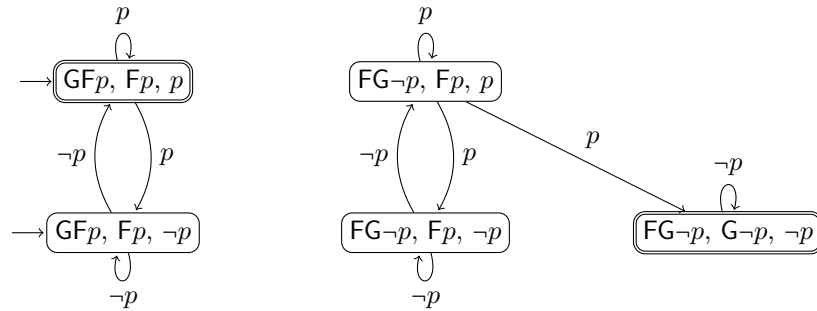 p p
GFp, Fp, p FG¬p, Fp, p
p
¬p p ¬p p ¬p
GFp, Fp, ¬p FG¬p, Fp, ¬p FG¬p, G¬p, ¬p
¬p ¬p